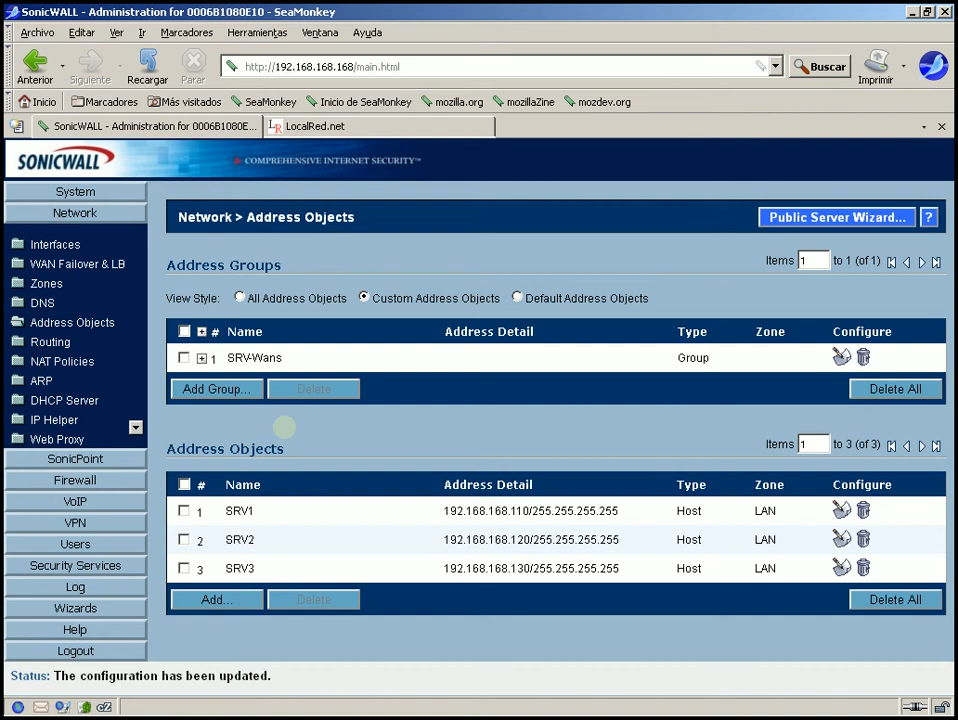 SonicWALL - Administration for 0006B1080E10 - SeaMonkey
Archivo Editar Ver Ir Marcadores Herramientas Ventana Ayuda
http://192.168.168.168/main.html
Buscar
Anterior Siguiente Recargar Parar Imprimir
Inicio Marcadores Más visitados SeaMonkey Inicio de SeaMonkey mozilla.org mozillaZine mozdev.org
SonicWALL - Administration for 0006B1080E... LR LocalRed.net
SONICWALL COMPREHENSIVE INTERNET SECURITY™
System
Network
Interfaces
WAN Failover & LB
Zones
DNS
Address Objects
Routing
NAT Policies
ARP
DHCP Server
IP Helper
Web Proxy
SonicPoint
Firewall
VoIP
VPN
Users
Security Services
Log
Wizards
Help
Logout
Network > Address Objects
Public Server Wizard... ?
Address Groups
Items 1 to 1 (of 1)
View Style: All Address Objects Custom Address Objects Default Address Objects
# Name Address Detail Type Zone Configure
1 SRV-Wans Group
Add Group... Delete Delete All
Address Objects
Items 1 to 3 (of 3)
# Name Address Detail Type Zone Configure
1 SRV1 192.168.168.110/255.255.255.255 Host LAN
2 SRV2 192.168.168.120/255.255.255.255 Host LAN
3 SRV3 192.168.168.130/255.255.255.255 Host LAN
Add... Delete Delete All
Status: The configuration has been updated.